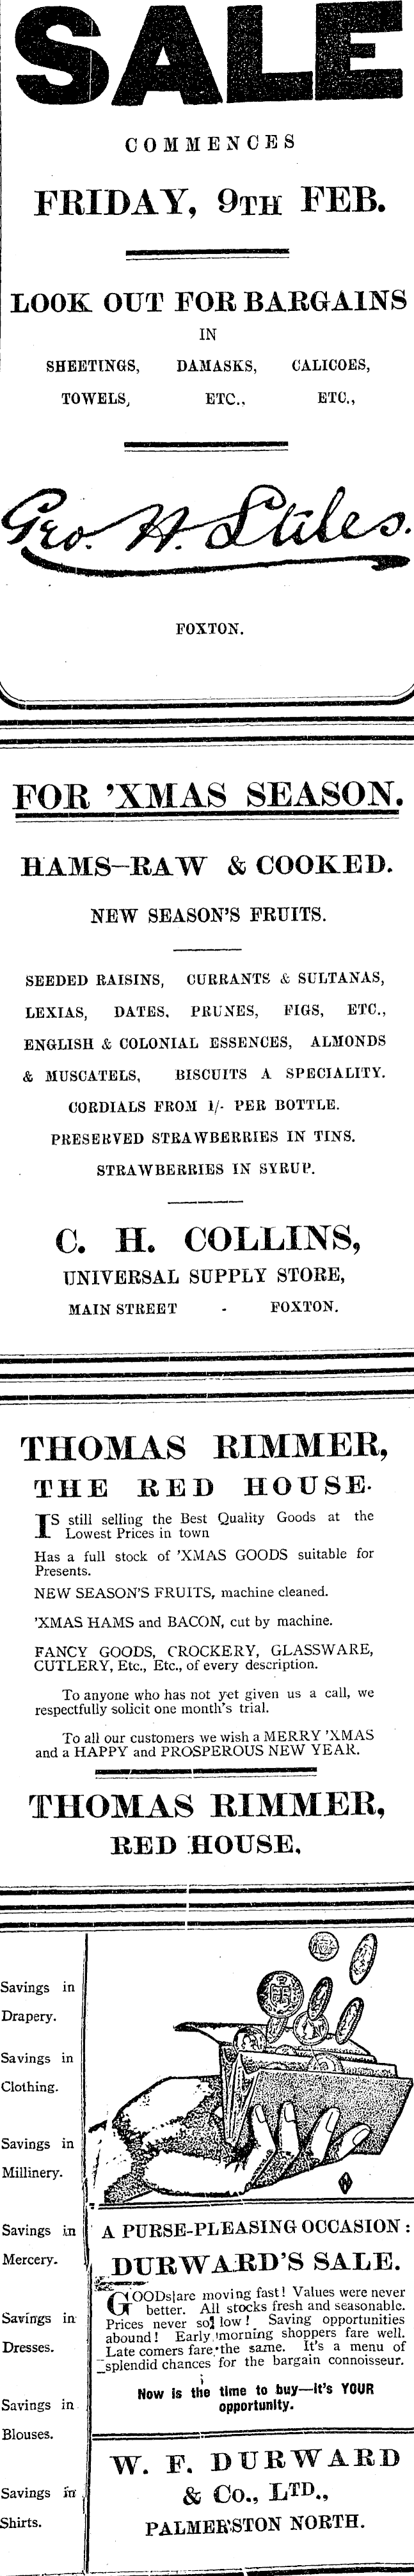 SALE
COMMENCES
FRIDAY, 9TH FEB.
LOOK OUT FOR BARGAINS
IN
SHEETINGS, DAMASKS, CALICOES,
TOWELS, ETC., ETC.,
Geo. H. Stiles.
FOXTON.
FOR 'XMAS SEASON.
HAMS—RAW & COOKED.
NEW SEASON'S FRUITS.
SEEDED RAISINS, CURRANTS & SULTANAS,
LEXIAS, DATES, PRUNES, FIGS, ETC.,
ENGLISH & COLONIAL ESSENCES, ALMONDS
& MUSCATELS, BISCUITS A SPECIALITY.
CORDIALS FROM 1/- PER BOTTLE.
PRESERVED STRAWBERRIES IN TINS.
STRAWBERRIES IN SYRUP.
C. H. COLLINS,
UNIVERSAL SUPPLY STORE,
MAIN STREET - FOXTON.
THOMAS RIMMER,
THE RED HOUSE.
IS still selling the Best Quality Goods at the
Lowest Prices in town
Has a full stock of 'XMAS GOODS suitable for
Presents.
NEW SEASON'S FRUITS, machine cleaned.
'XMAS HAMS and BACON, cut by machine.
FANCY GOODS, CROCKERY, GLASSWARE,
CUTLERY, Etc., Etc., of every description.
To anyone who has not yet given us a call, we
respectfully solicit one month's trial.
To all our customers we wish a MERRY 'XMAS
and a HAPPY and PROSPEROUS NEW YEAR.
THOMAS RIMMER,
RED HOUSE.
Savings in
Drapery.
Savings in
Clothing.
Savings in
Millinery.
Savings in
Mercery.
Savings in
Dresses.
Savings in
Blouses.
Savings in
Shirts.
A PURSE-PLEASING OCCASION:
DURWARD'S SALE.
GOODs are moving fast! Values were never
better. All stocks fresh and seasonable.
Prices never so low! Saving opportunities
abound! Early morning shoppers fare well.
Late comers fare the same. It's a menu of
splendid chances for the bargain connoisseur.
Now is the time to buy—It's YOUR
opportunity.
W. F. DURWARD
& Co., LTD.,
PALMERSTON NORTH.